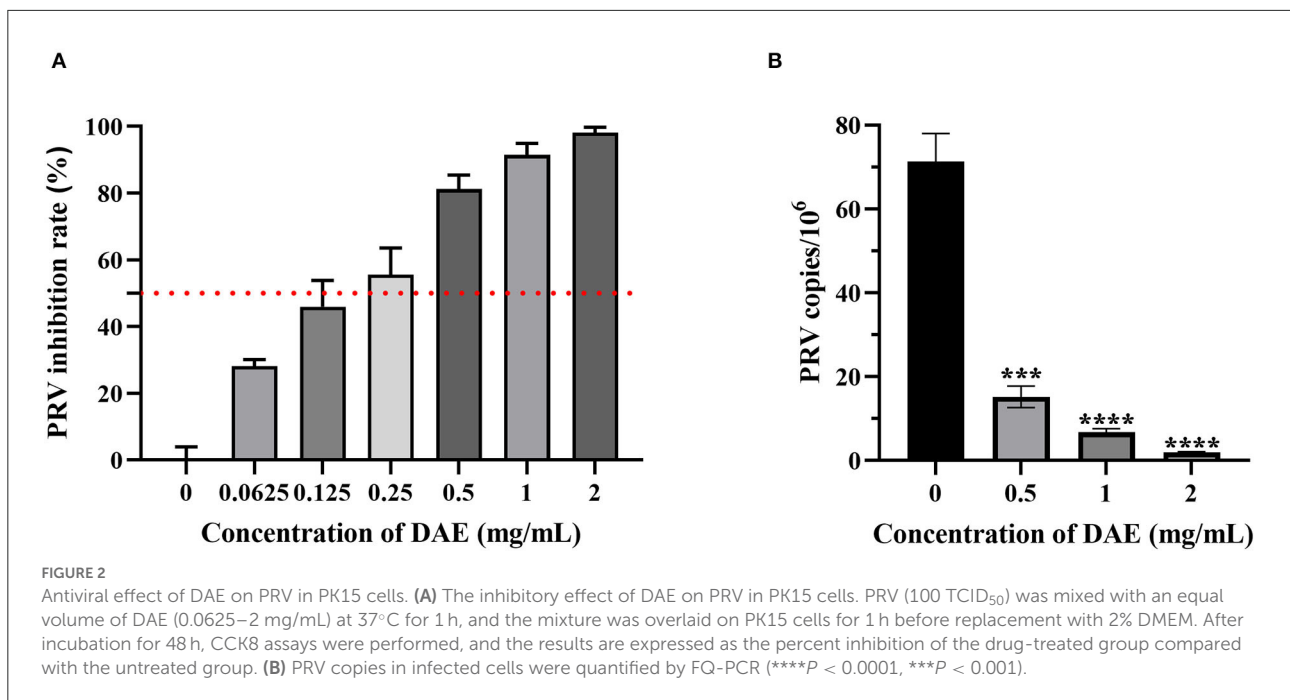 A
PRV inhibition rate (%)
100
80
60
40
20
0
0 0.0625 0.125 0.25 0.5 1 2
Concentration of DAE (mg/mL)
B
PRV copies/10⁶
80
60
40
20
0
***
****
****
0 0.5 1 2
Concentration of DAE (mg/mL)
FIGURE 2
Antiviral effect of DAE on PRV in PK15 cells. (A) The inhibitory effect of DAE on PRV in PK15 cells. PRV (100 TCID₅₀) was mixed with an equal
volume of DAE (0.0625–2 mg/mL) at 37°C for 1 h, and the mixture was overlaid on PK15 cells for 1 h before replacement with 2% DMEM. After
incubation for 48 h, CCK8 assays were performed, and the results are expressed as the percent inhibition of the drug-treated group compared
with the untreated group. (B) PRV copies in infected cells were quantified by FQ-PCR (****P < 0.0001, ***P < 0.001).